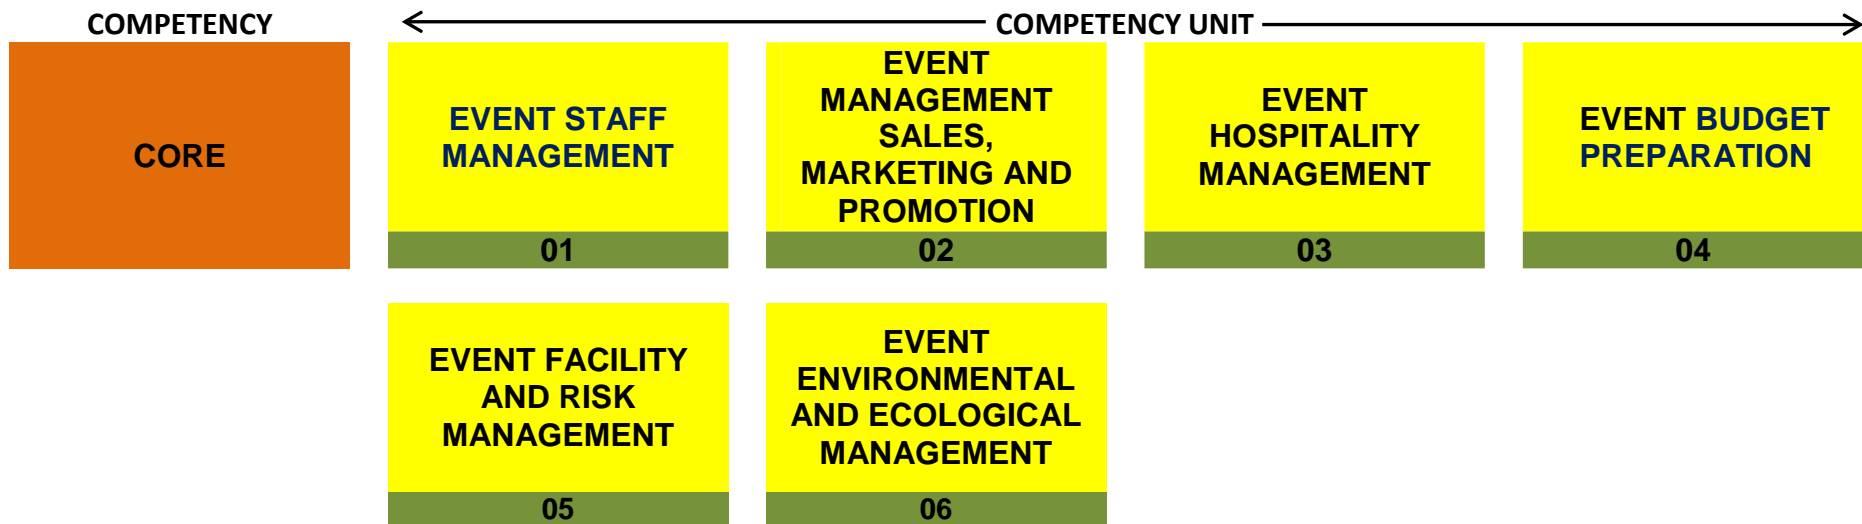 COMPETENCY
COMPETENCY UNIT
CORE
EVENT STAFF
MANAGEMENT
01
EVENT
MANAGEMENT
SALES,
MARKETING AND
PROMOTION
02
EVENT
HOSPITALITY
MANAGEMENT
03
EVENT BUDGET
PREPARATION
04
EVENT FACILITY
AND RISK
MANAGEMENT
05
EVENT
ENVIRONMENTAL
AND ECOLOGICAL
MANAGEMENT
06